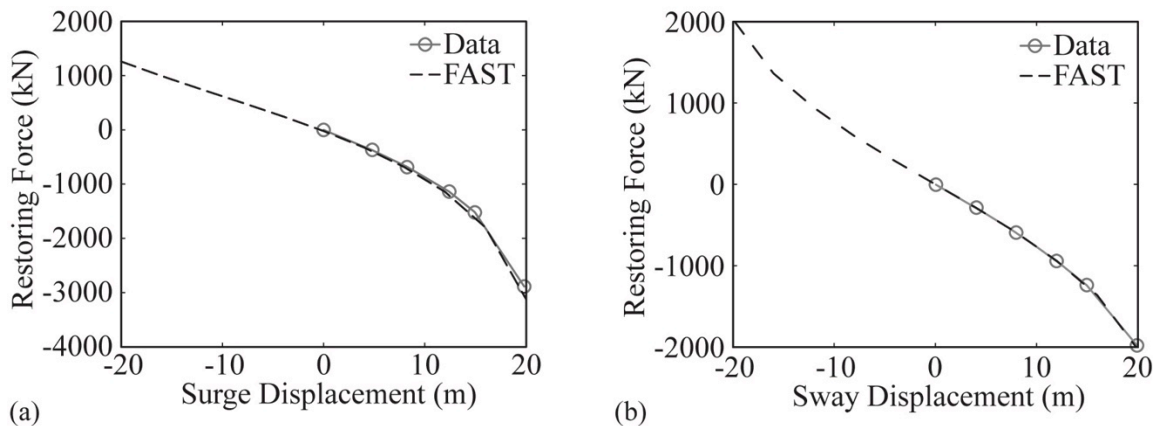 2000
1000
0
-1000
-2000
-3000
-4000
Restoring Force (kN)
Data
FAST
-20 -10 0 10 20
Surge Displacement (m)
(a)
2000
1000
0
-1000
-2000
Restoring Force (kN)
Data
FAST
-20 -10 0 10 20
Sway Displacement (m)
(b)